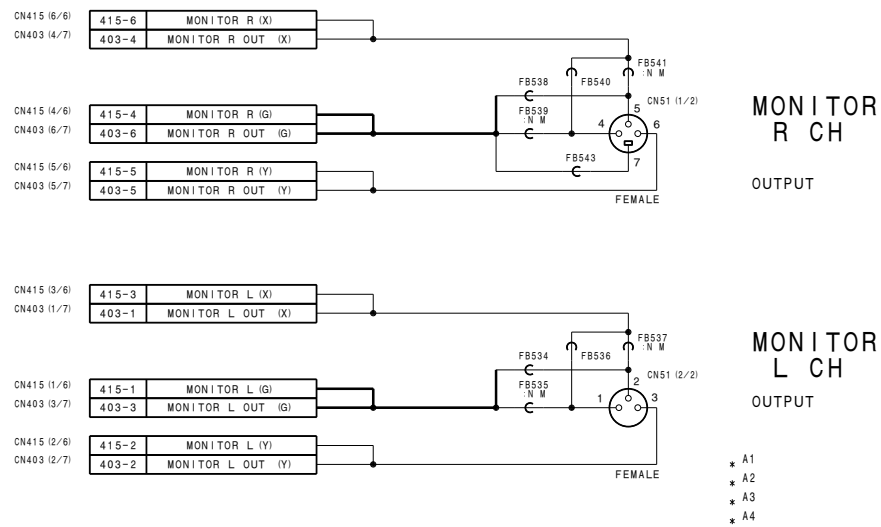 CN415 (6/6) 415-6 MONITOR R (X)
CN403 (4/7) 403-4 MONITOR R OUT (X)
FB541
:N M
FB538
FB540
CN51 (1/2)
CN415 (4/6) 415-4 MONITOR R (G)
FB539
:N M
5
4
6
CN403 (6/7) 403-6 MONITOR R OUT (G)
MONITOR
R CH
FB543
7
CN415 (5/6) 415-5 MONITOR R (Y)
CN403 (5/7) 403-5 MONITOR R OUT (Y)
OUTPUT
FEMALE
CN415 (3/6) 415-3 MONITOR L (X)
CN403 (1/7) 403-1 MONITOR L OUT (X)
FB537
:N M
FB534
FB536
CN51 (2/2)
MONITOR
L CH
CN415 (1/6) 415-1 MONITOR L (G)
FB535
:N M
2
1
3
CN403 (3/7) 403-3 MONITOR L OUT (G)
OUTPUT
CN415 (2/6) 415-2 MONITOR L (Y)
CN403 (2/7) 403-2 MONITOR L OUT (Y)
FEMALE
* A1
* A2
* A3
* A4